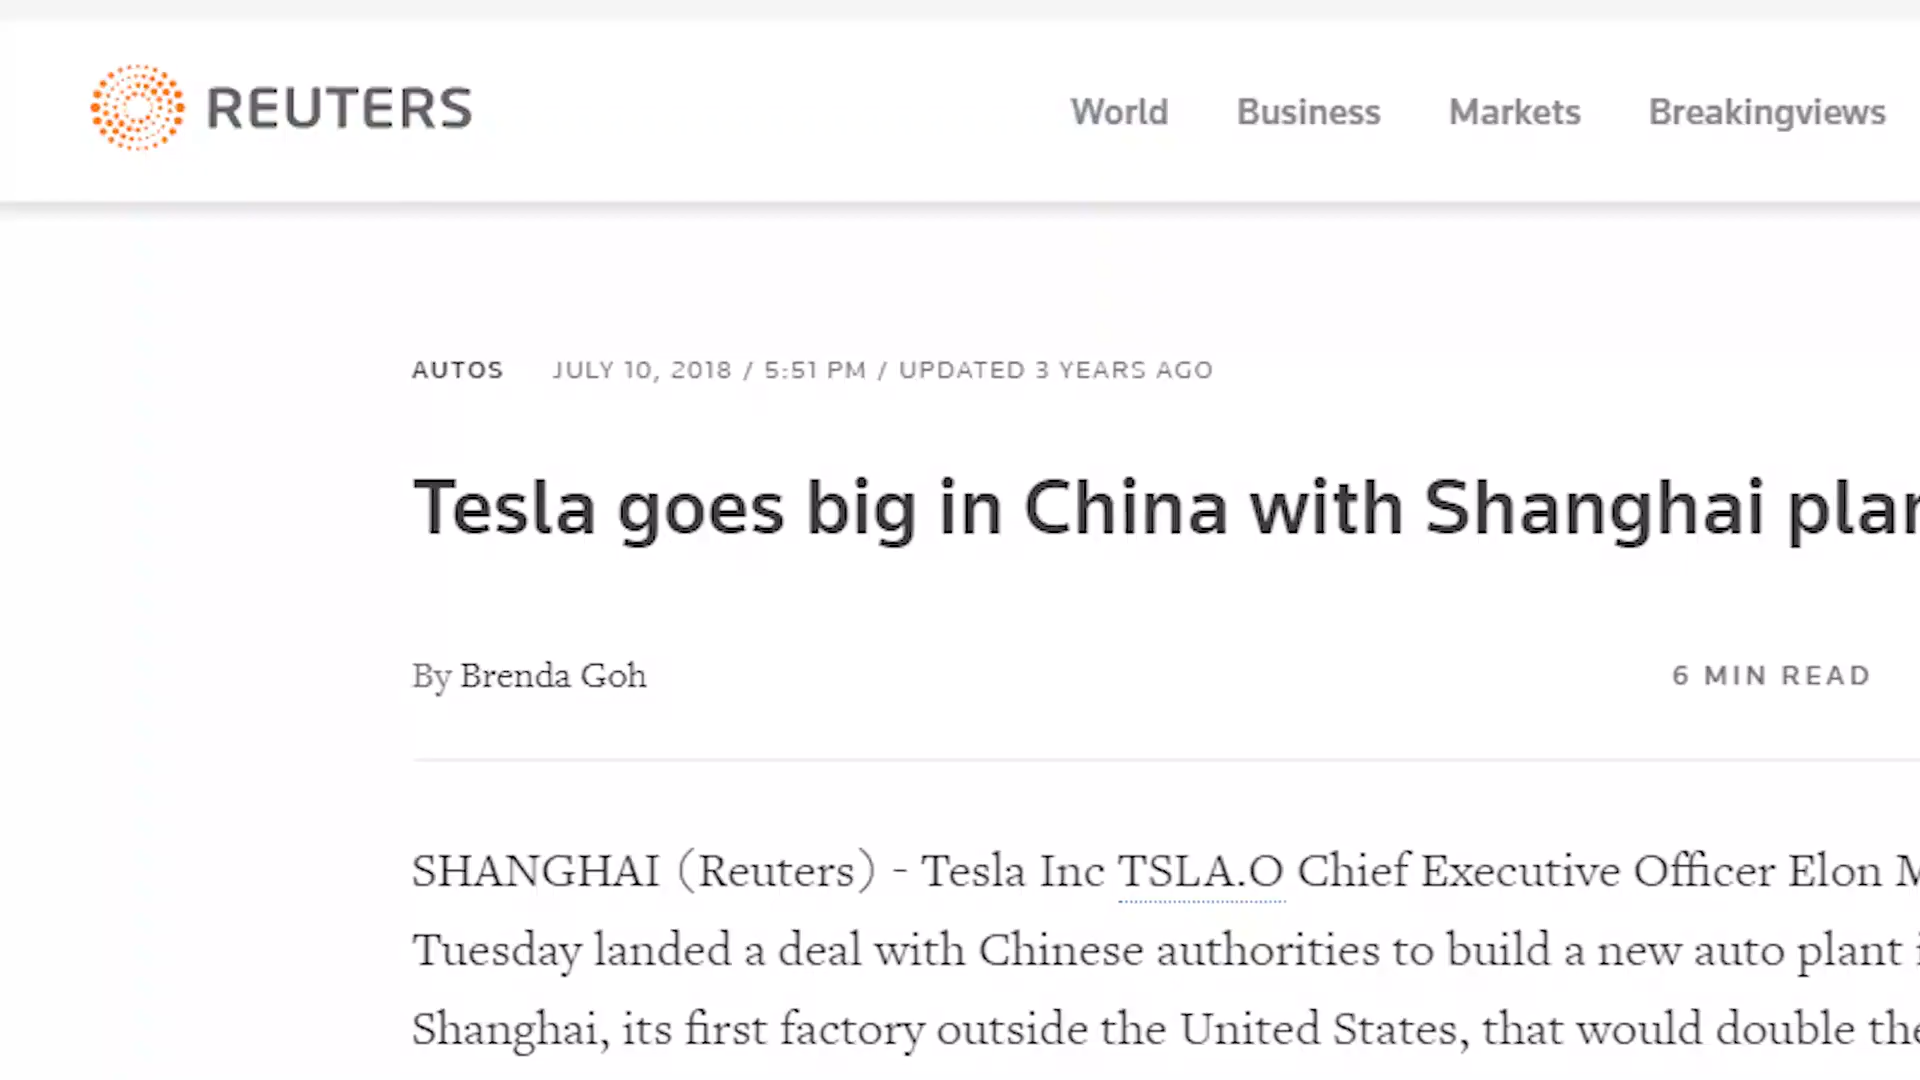 REUTERS
World Business Markets Breakingviews
AUTOS JULY 10, 2018 / 5:51 PM / UPDATED 3 YEARS AGO
Tesla goes big in China with Shanghai
By Brenda Goh
6 MIN READ
SHANGHAI (Reuters) - Tesla Inc TSLA.O Chief Executive Officer Elon
Tuesday landed a deal with Chinese authorities to build a new auto plant
Shanghai, its first factory outside the United States, that would double the